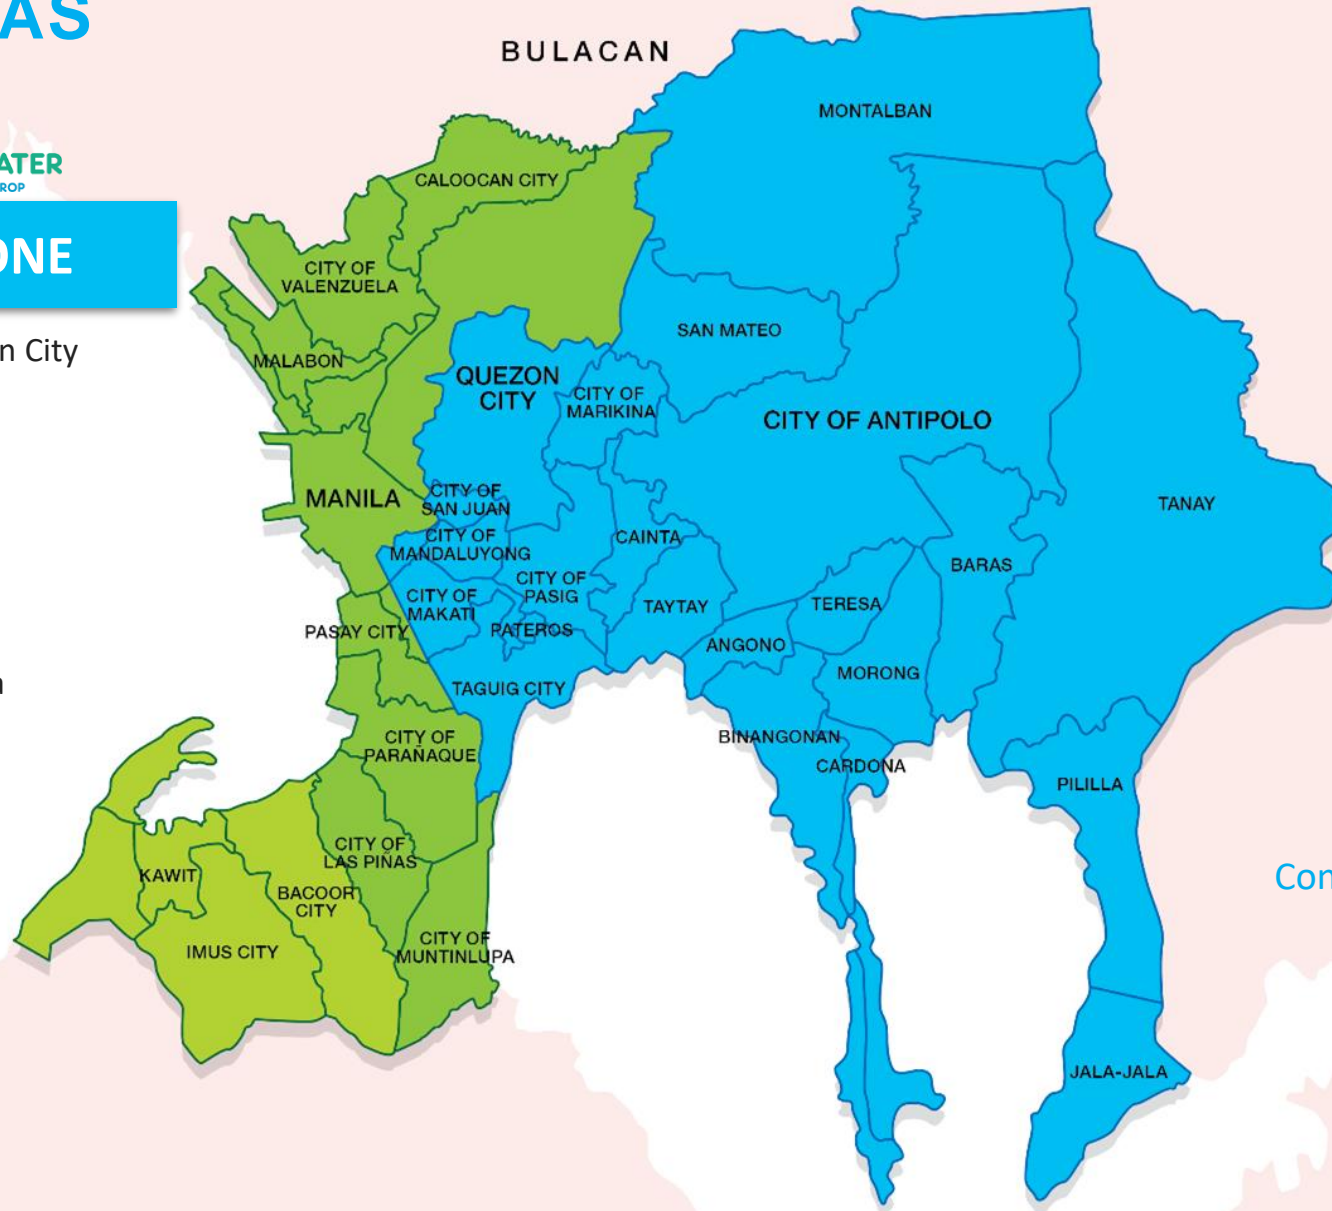 AS
BULACAN
MONTALBAN
ATER
ROP
CALOOCAN CITY
ONE
CITY OF
VALENZUELA
n City
SAN MATEO
MALABON
QUEZON
CITY
CITY OF
MARIKINA
CITY OF ANTIPOLO
MANILA
CITY OF
SAN JUAN
TANAY
CITY OF
MANDALUYONG
CAINTA
BARAS
CITY OF
PASIG
CITY OF
MAKATI
TAYTAY
TERESA
PASAY CITY
PATEROS
ANGONO
MORONG
TAGUIG CITY
CITY OF
PARAÑAQUE
BINANGONAN
CARDONA
PILILLA
CITY OF
LAS PIÑAS
KAWIT
BACOOR
CITY
Con
IMUS CITY
CITY OF
MUNTINLUPA
JALA-JALA